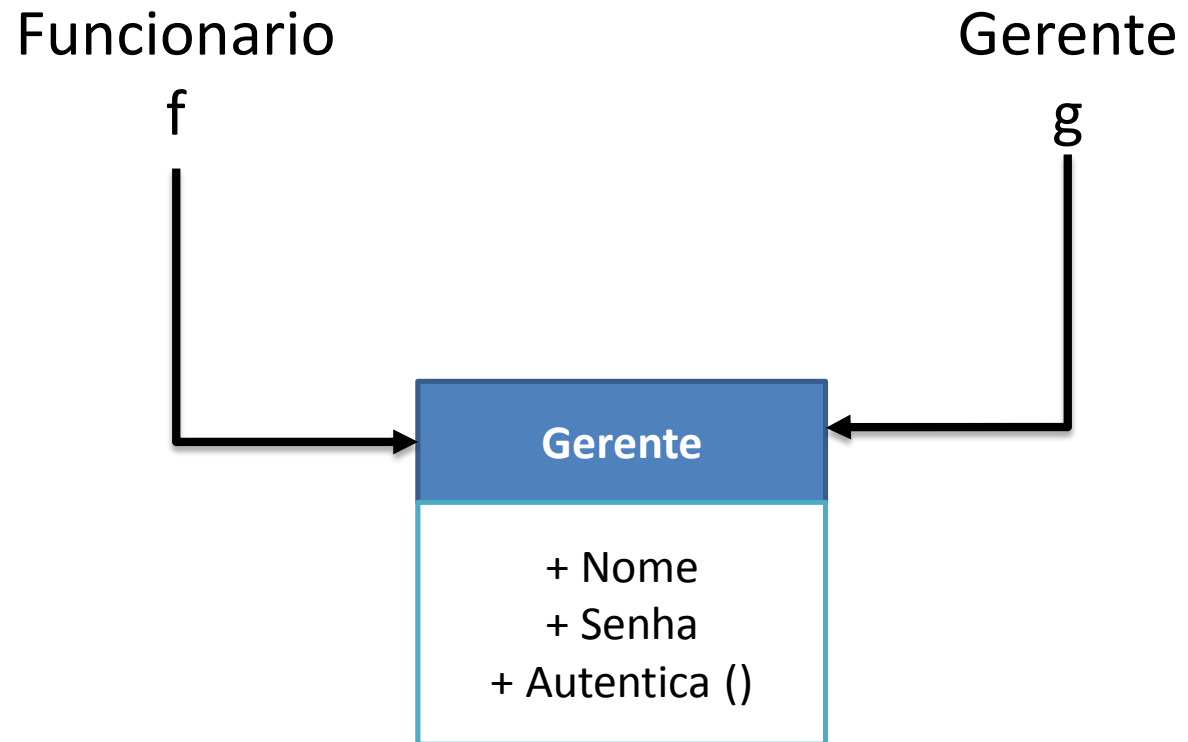 Funcionario
f
Gerente
g
Gerente
+ Nome
+ Senha
+ Autentica ()